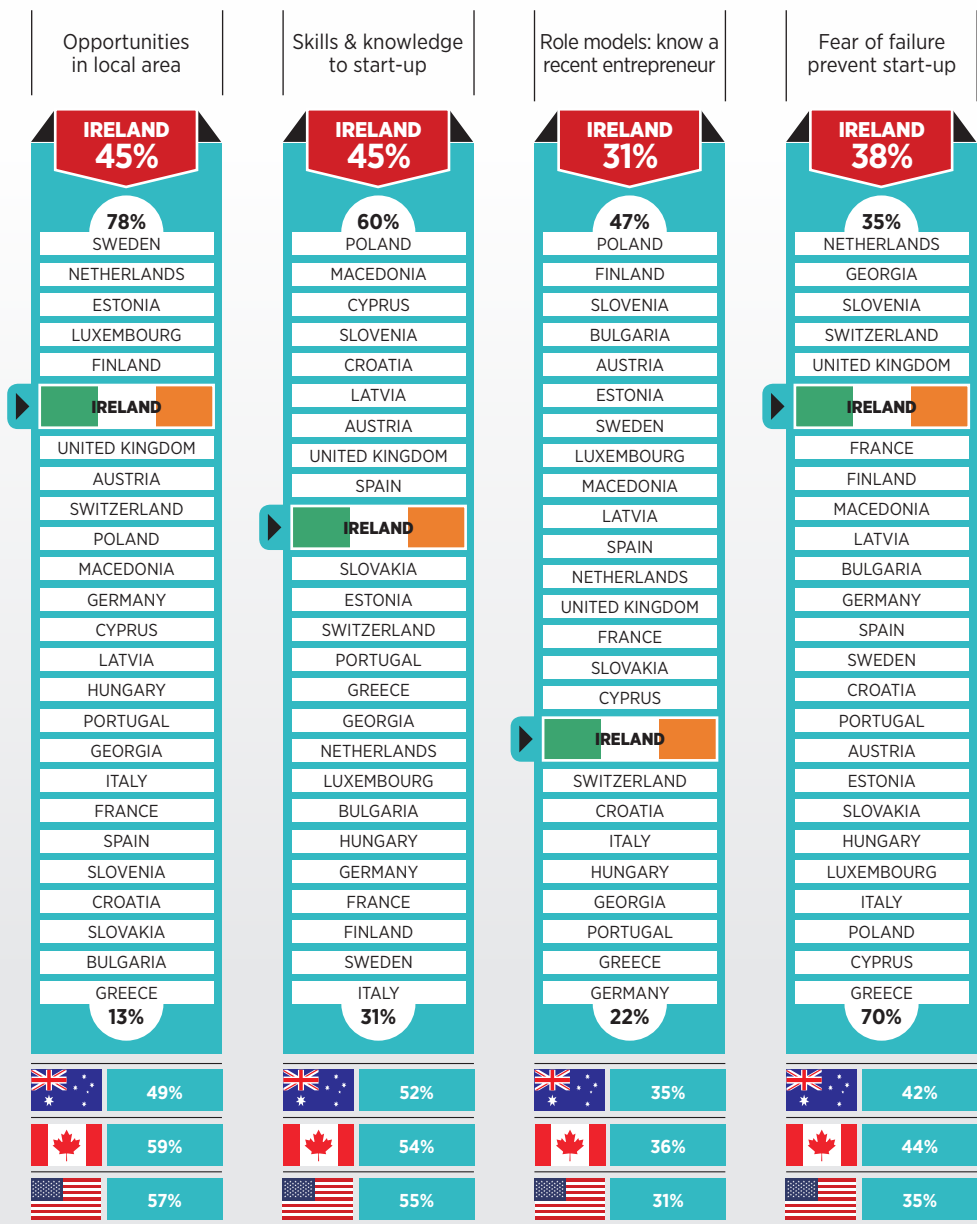 Opportunities
in local area
IRELAND
45%
78%
SWEDEN
NETHERLANDS
ESTONIA
LUXEMBOURG
FINLAND
IRELAND
UNITED KINGDOM
AUSTRIA
SWITZERLAND
POLAND
MACEDONIA
GERMANY
CYPRUS
LATVIA
HUNGARY
PORTUGAL
GEORGIA
ITALY
FRANCE
SPAIN
SLOVENIA
CROATIA
SLOVAKIA
BULGARIA
GREECE
13%
49%
59%
57%
Skills & knowledge
to start-up
IRELAND
45%
60%
POLAND
MACEDONIA
CYPRUS
SLOVENIA
CROATIA
LATVIA
AUSTRIA
UNITED KINGDOM
SPAIN
IRELAND
SLOVAKIA
ESTONIA
SWITZERLAND
PORTUGAL
GREECE
GEORGIA
NETHERLANDS
LUXEMBOURG
BULGARIA
HUNGARY
GERMANY
FRANCE
FINLAND
SWEDEN
ITALY
31%
52%
54%
55%
Role models: know a
recent entrepreneur
IRELAND
31%
47%
POLAND
FINLAND
SLOVENIA
BULGARIA
AUSTRIA
ESTONIA
SWEDEN
LUXEMBOURG
MACEDONIA
LATVIA
SPAIN
NETHERLANDS
UNITED KINGDOM
FRANCE
SLOVAKIA
CYPRUS
IRELAND
SWITZERLAND
CROATIA
ITALY
HUNGARY
GEORGIA
PORTUGAL
GREECE
GERMANY
22%
35%
36%
31%
Fear of failure
prevent start-up
IRELAND
38%
35%
NETHERLANDS
GEORGIA
SLOVENIA
SWITZERLAND
UNITED KINGDOM
IRELAND
FRANCE
FINLAND
MACEDONIA
LATVIA
BULGARIA
GERMANY
SPAIN
SWEDEN
CROATIA
PORTUGAL
AUSTRIA
ESTONIA
SLOVAKIA
HUNGARY
LUXEMBOURG
ITALY
POLAND
CYPRUS
GREECE
70%
42%
44%
35%